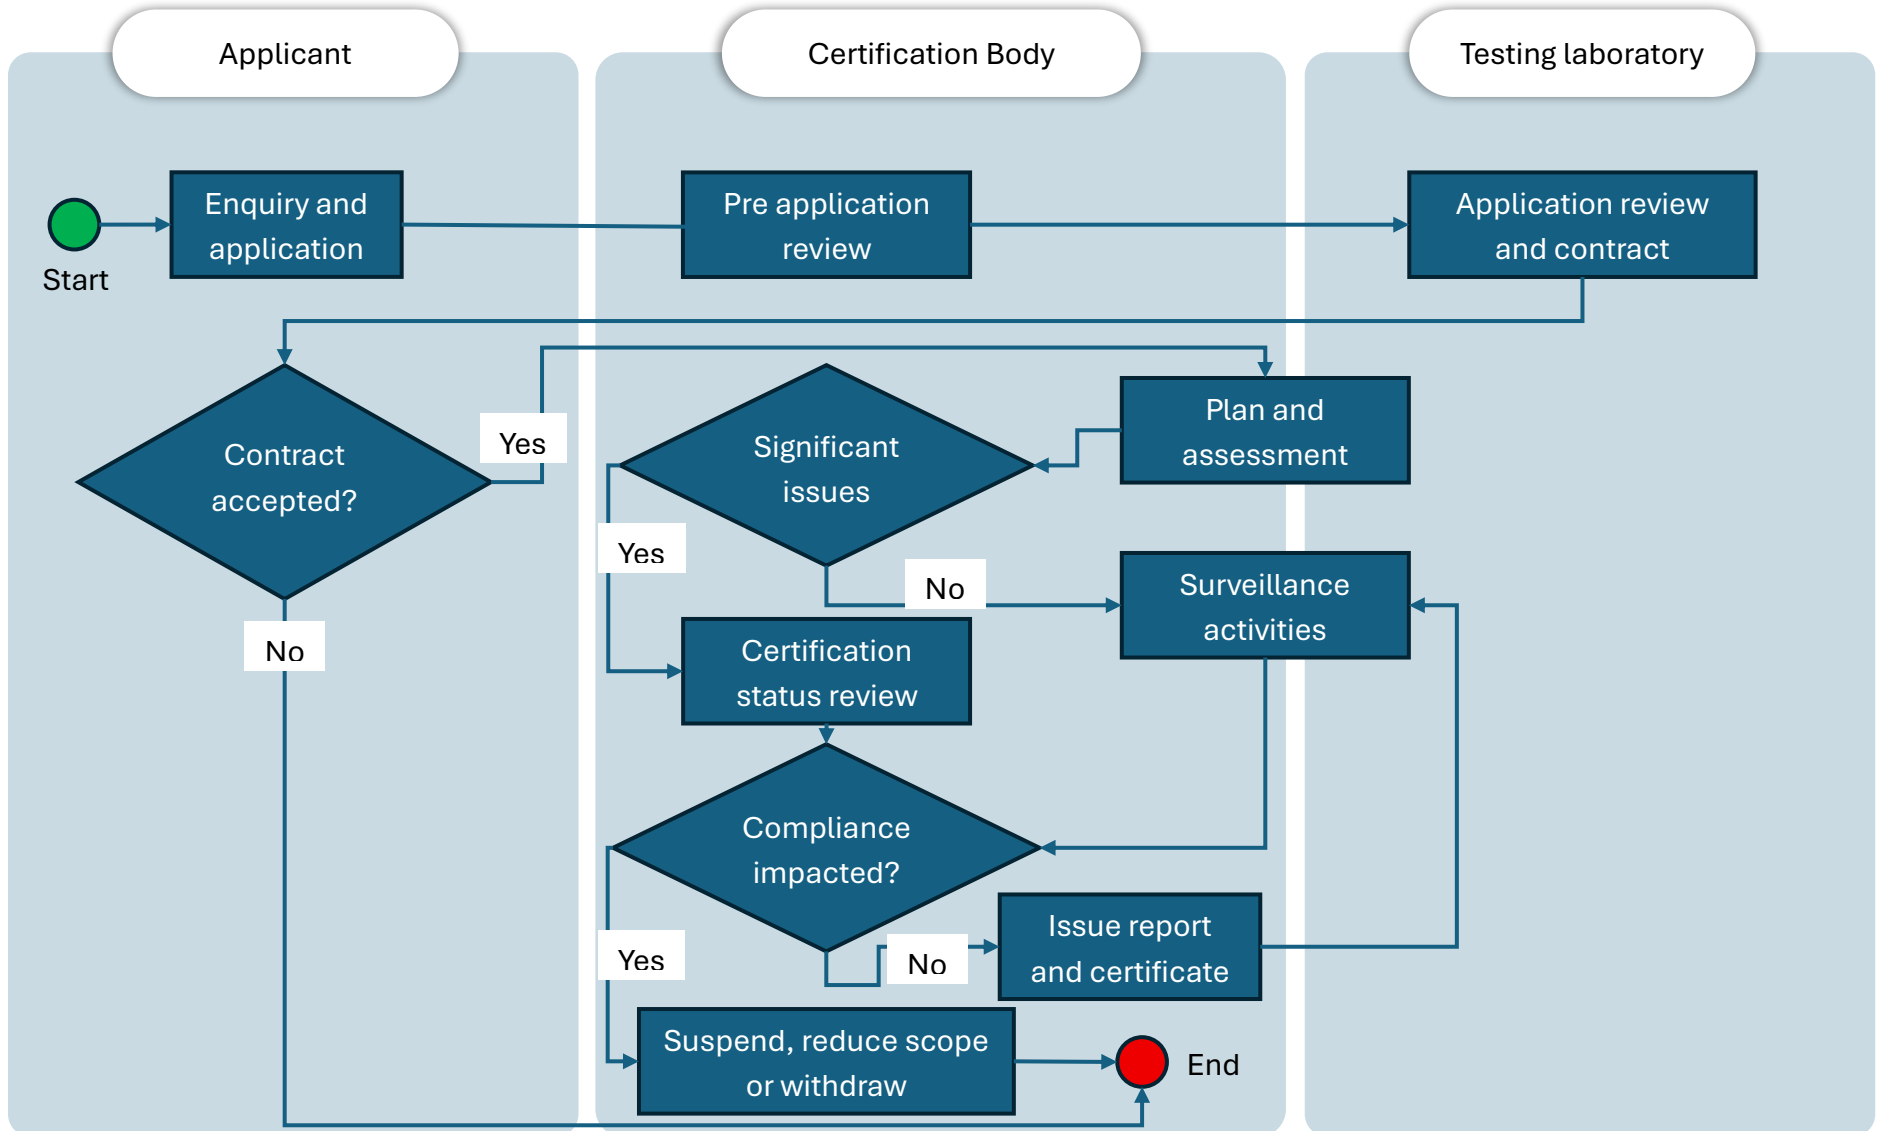 Applicant
Certification Body
Testing laboratory
Enquiry and
application
Pre application
review
Application review
and contract
Start
Contract
accepted?
Yes
Significant
issues
Plan and
assessment
Yes
No
Surveillance
activities
No
Certification
status review
Compliance
impacted?
Yes
No
Issue report
and certificate
Suspend, reduce scope
or withdraw
End